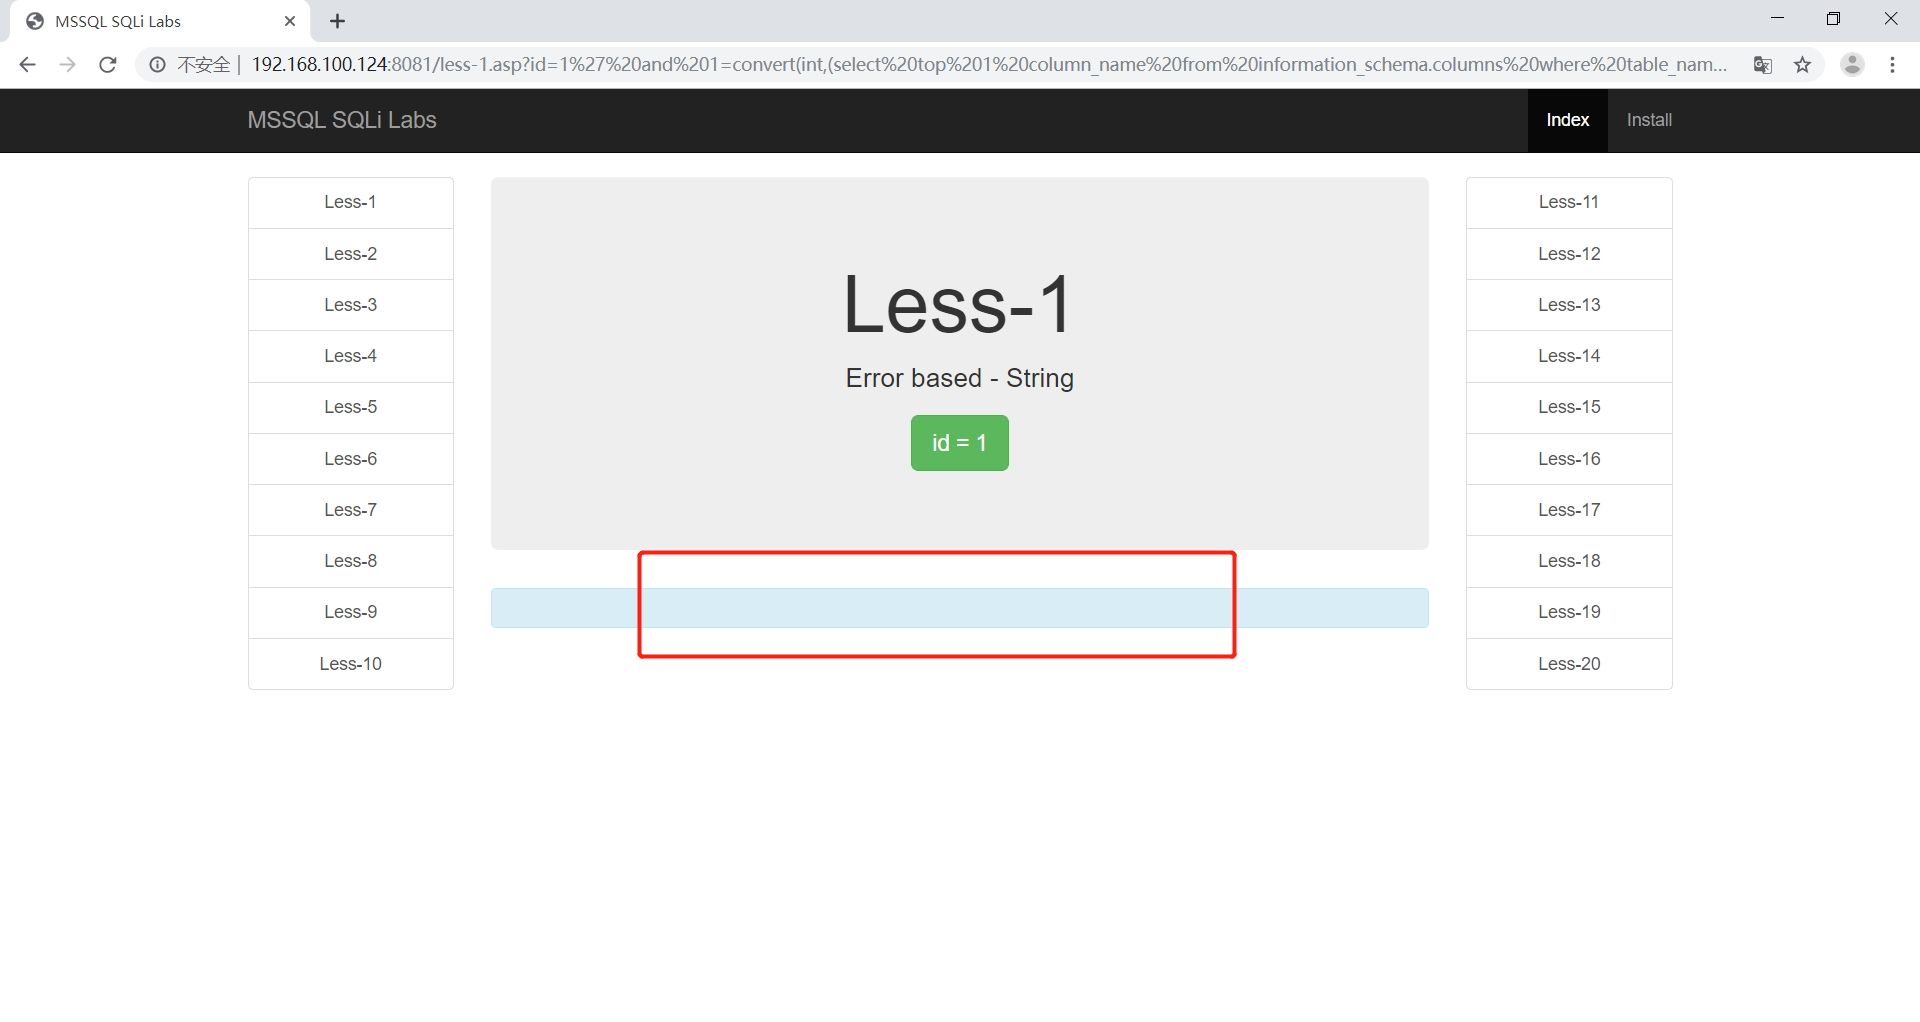 MSSQL SQLi Labs
不安全 | 192.168.100.124:8081/less-1.asp?id=1%27%20and%201=convert(int,(select%20top%201%20column_name%20from%20information_schema.columns%20where%20table_nam...
MSSQL SQLi Labs
Index
Install
Less-1
Less-2
Less-3
Less-4
Less-5
Less-6
Less-7
Less-8
Less-9
Less-10
Less-1
Error based - String
id = 1
Less-11
Less-12
Less-13
Less-14
Less-15
Less-16
Less-17
Less-18
Less-19
Less-20